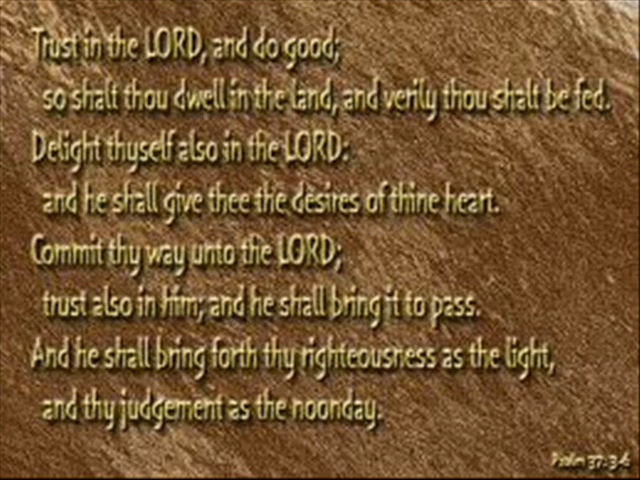 Trust in the LORD, and do good;
so shalt thou dwell in the land, and verily thou shalt be fed.
Delight thyself also in the LORD:
and he shall give thee the desires of thine heart.
Commit thy way unto the LORD;
trust also in him; and he shall bring it to pass.
And he shall bring forth thy righteousness as the light,
and thy judgement as the noonday.
Psalm 37:3-6